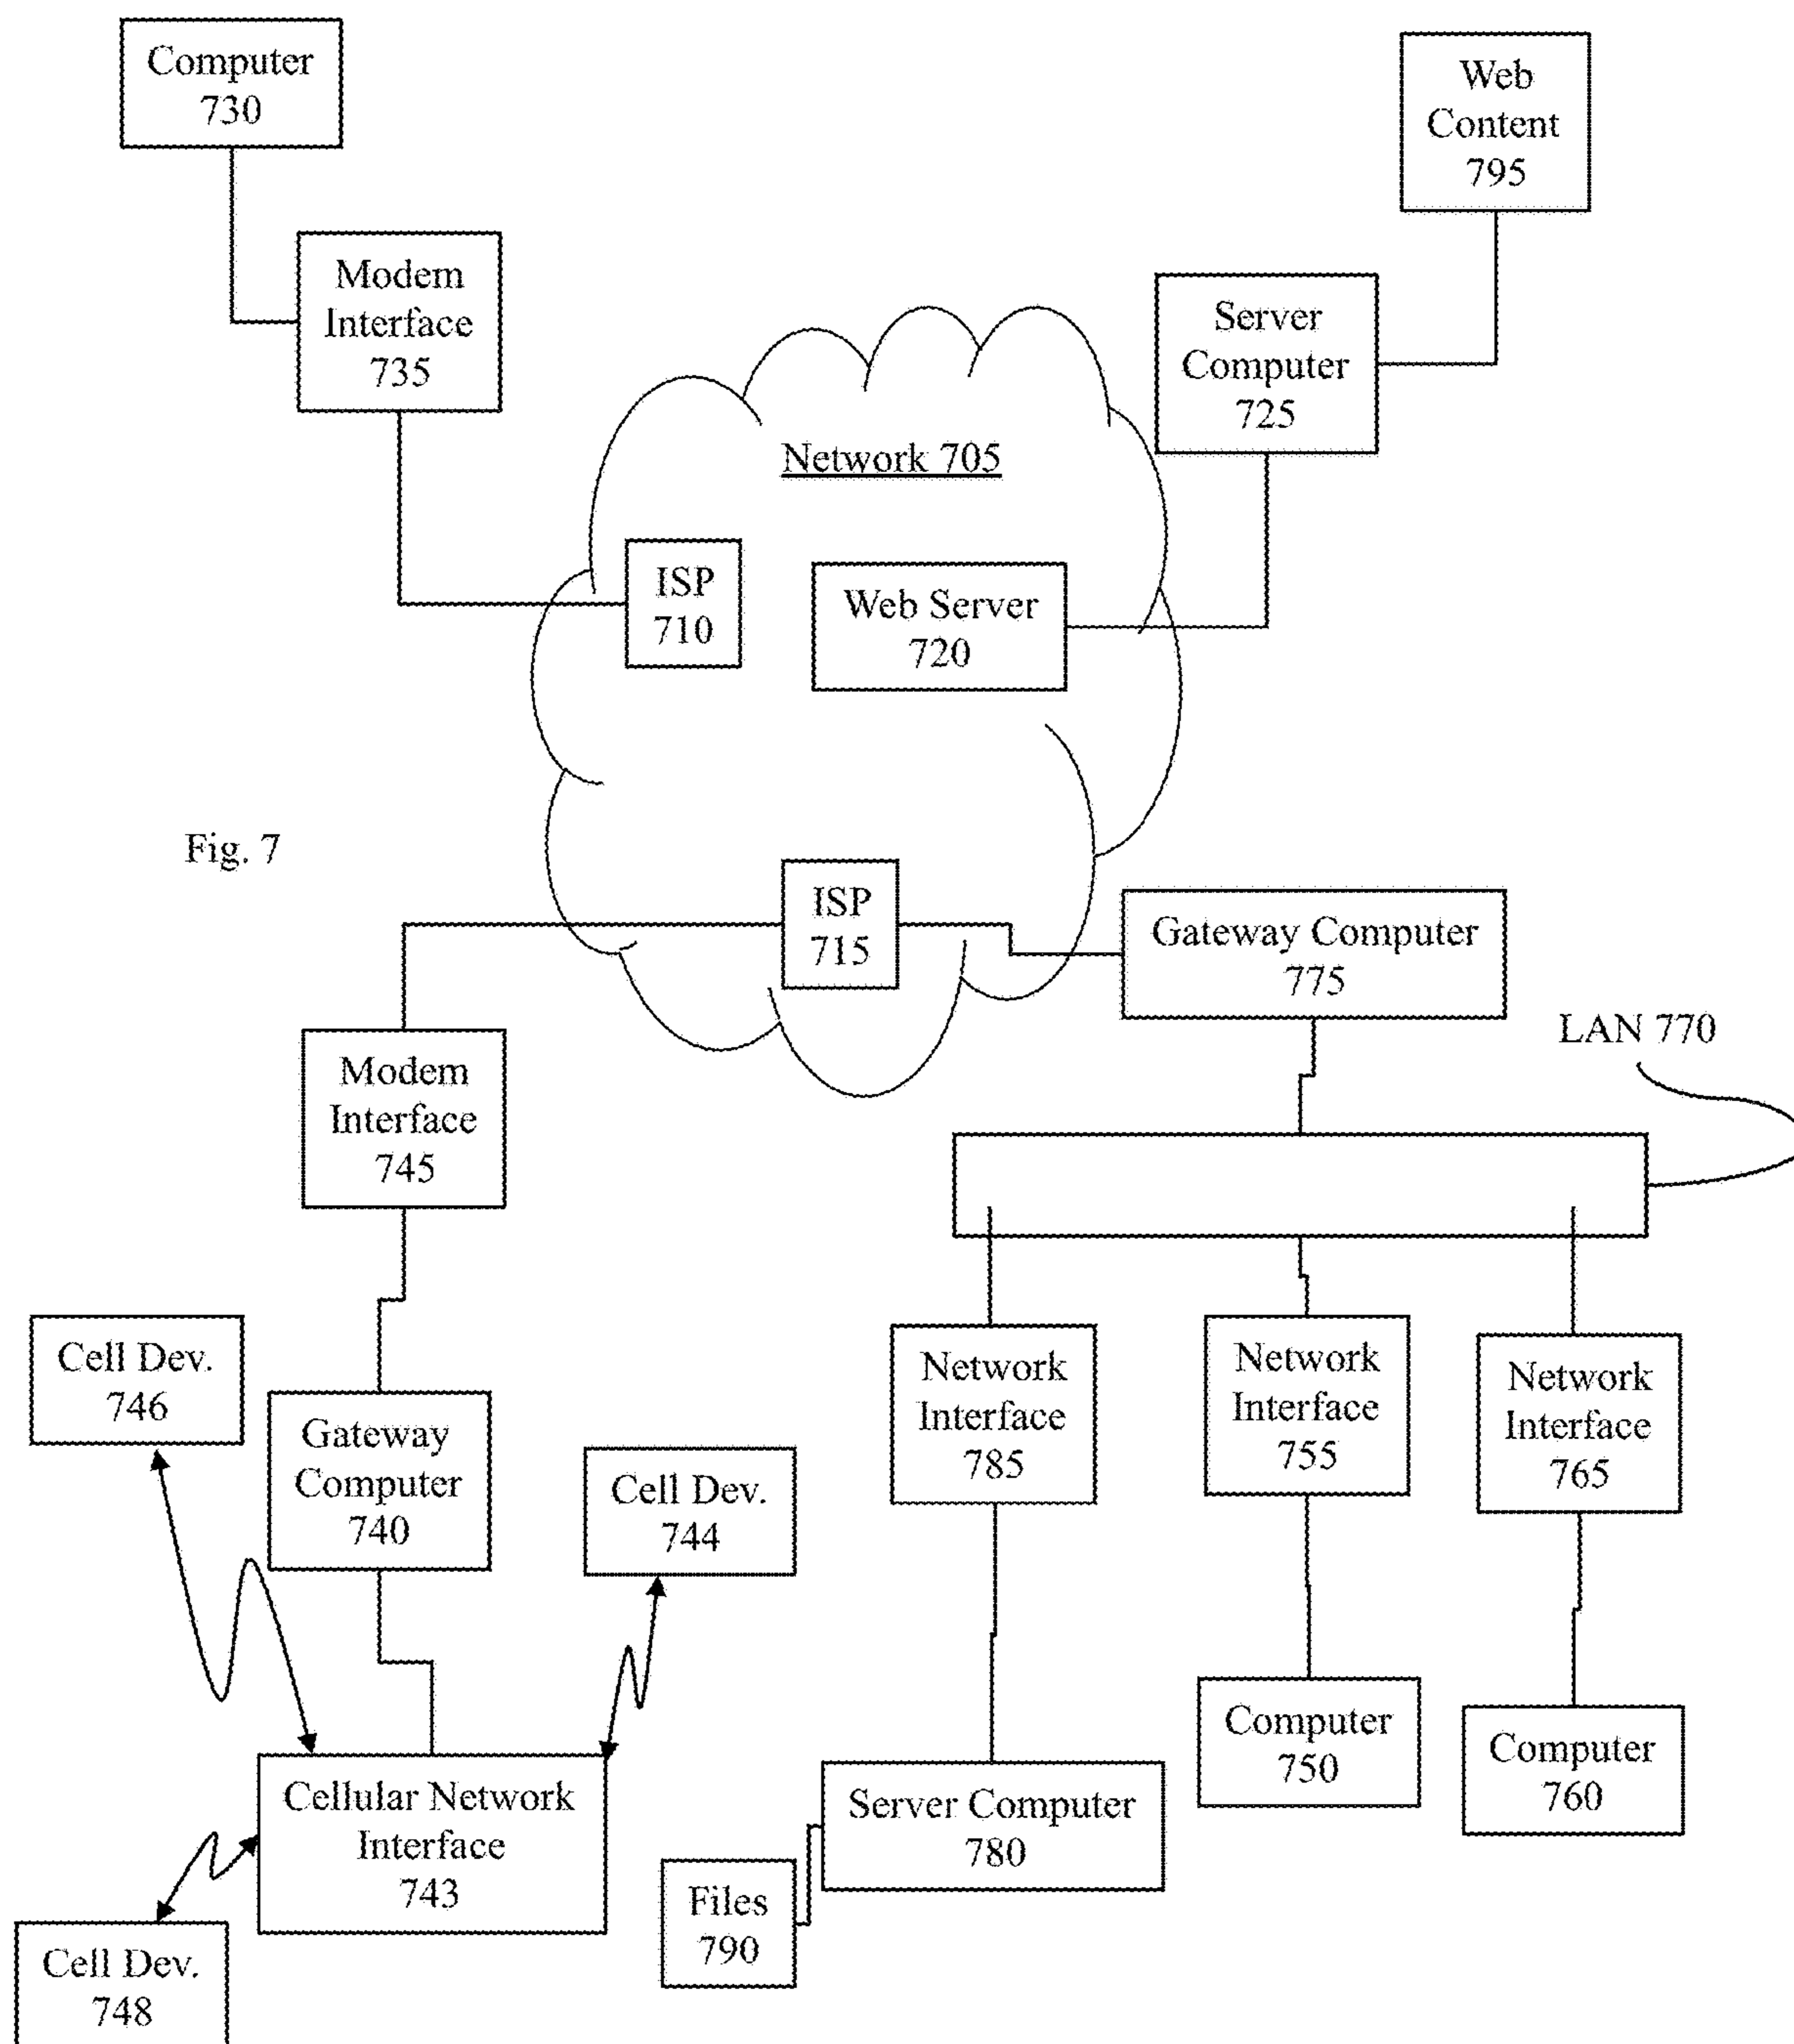 Computer
730
Web
Content
795
Modem
Interface
735
Server
Computer
725
Network 705
ISP
710
Web Server
720
Fig. 7
ISP
715
Gateway Computer
775
LAN 770
Modem
Interface
745
Cell Dev.
746
Gateway
Computer
740
Cell Dev.
744
Network
Interface
785
Network
Interface
755
Network
Interface
765
Computer
750
Computer
760
Cellular Network
Interface
743
Server Computer
780
Files
790
Cell Dev.
748